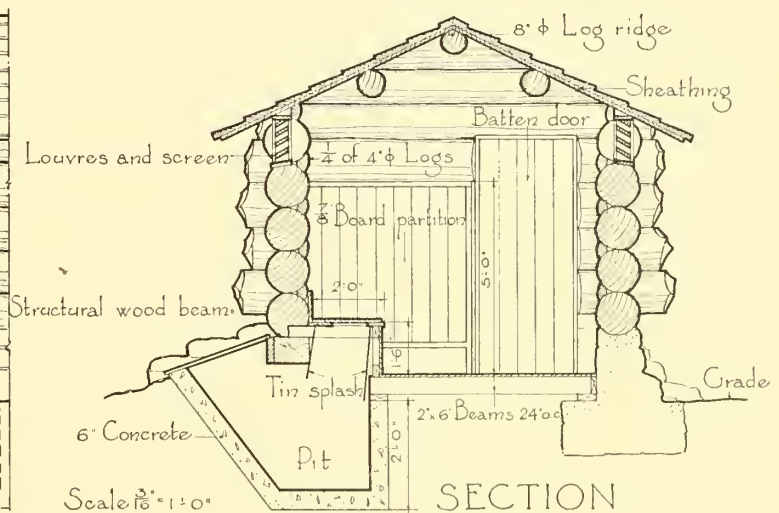 8" ϕ Log ridge
Sheathing
Batten door
Louvres and screen
1/4 of 4" ϕ Logs
7/8" Board partition
5'-0"
2'-0"
Structural wood beam
1'-6"
Tin splash
2"x6" Beams 24" o.c.
Grade
6" Concrete
2'-0"
Pit
Scale 3/16" = 1'-0"
SECTION